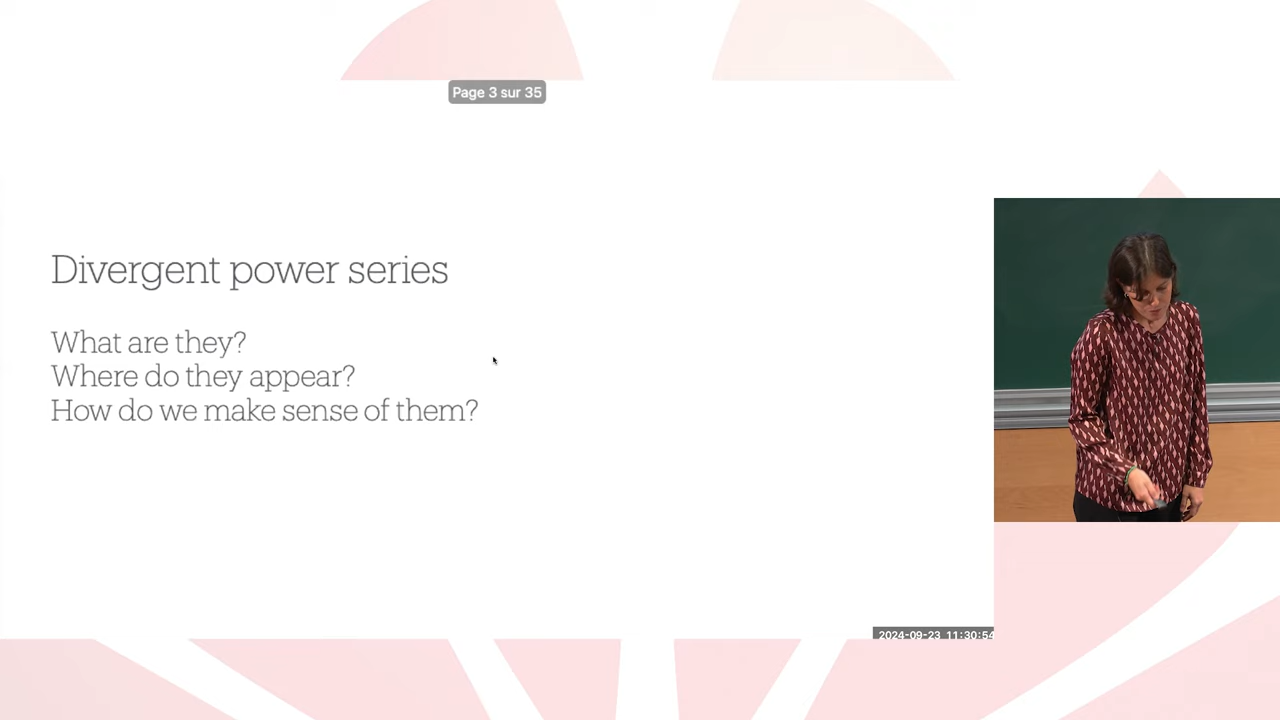 Page 3 sur 35
Divergent power series
What are they?
Where do they appear?
How do we make sense of them?
2024-09-23 11:30:54